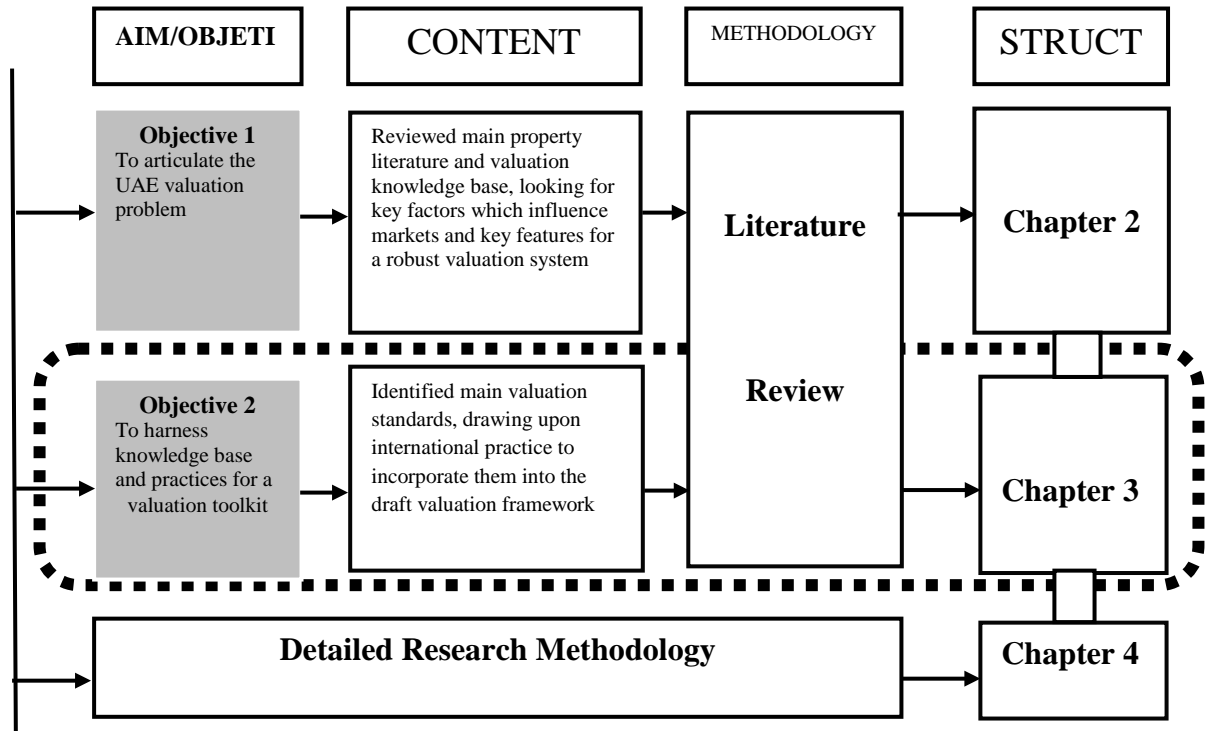 AIM/OBJETI
CONTENT
METHODOLOGY
STRUCT
Objective 1
To articulate the
UAE valuation
problem
Reviewed main property
literature and valuation
knowledge base, looking for
key factors which influence
markets and key features for
a robust valuation system
Literature
Review
Chapter 2
Objective 2
To harness
knowledge base
and practices for a
valuation toolkit
Identified main valuation
standards, drawing upon
international practice to
incorporate them into the
draft valuation framework
Chapter 3
Detailed Research Methodology
Chapter 4